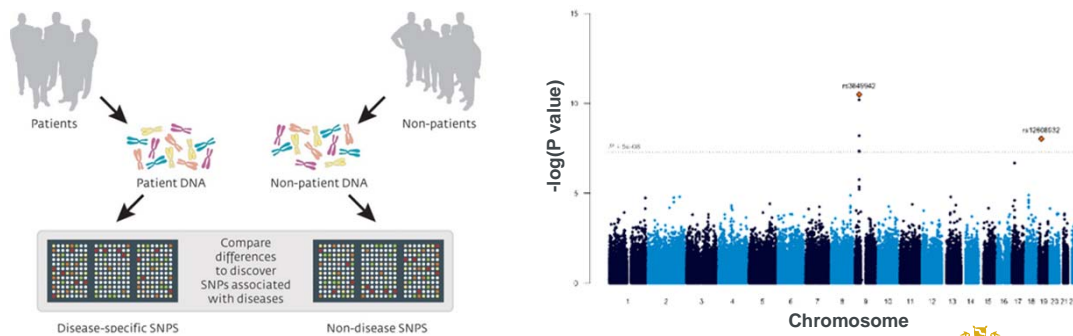 Patients
Non-patients
Patient DNA
Non-patient DNA
Compare
differences
to discover
SNPs associated
with diseases
Disease-specific SNPS
Non-disease SNPS
-log(P value)
15
10
5
0
rs12608932
1 2 3 4 5 6 7 8 9 10 11 12 13 14 15 16 17 18 19 20 21
Chromosome